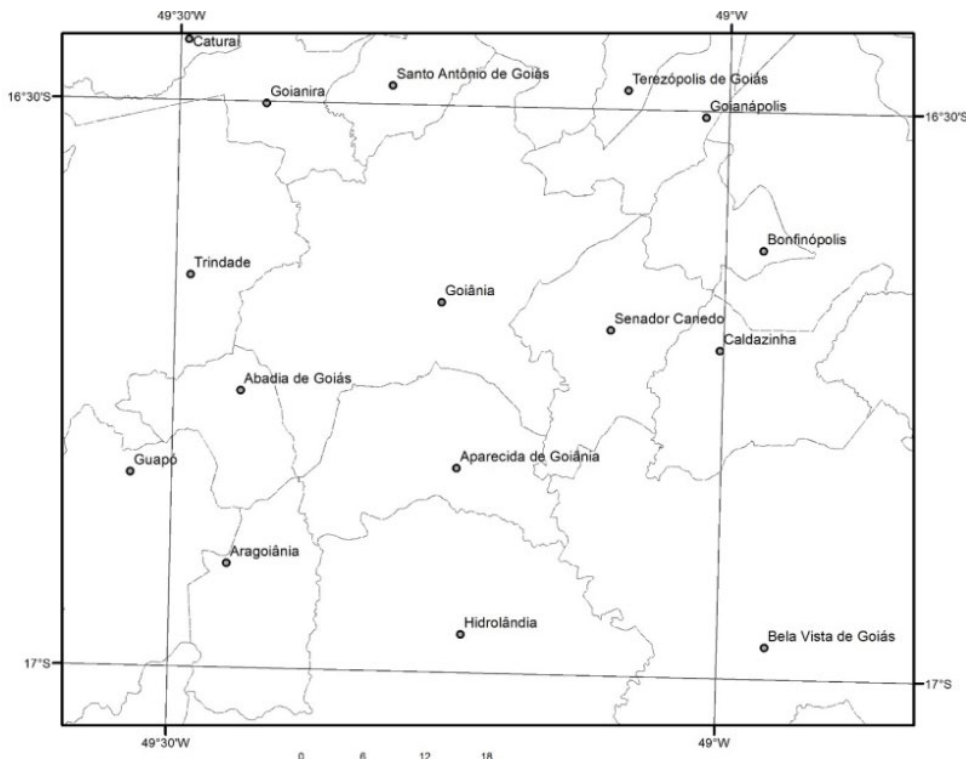 49°30'W
49°W
Caturaí
Santo Antônio de Goiás
Terezópolis de Goiás
16°30'S
Goianira
Goianápolis
16°30'S
Bonfinópolis
Trindade
Goiânia
Senador Canedo
Caldazinha
Abadia de Goiás
Guapó
Aparecida de Goiânia
Aragoiânia
Hidrolândia
Bela Vista de Goiás
17°S
17°S
49°30'W
49°W
0 6 12 18